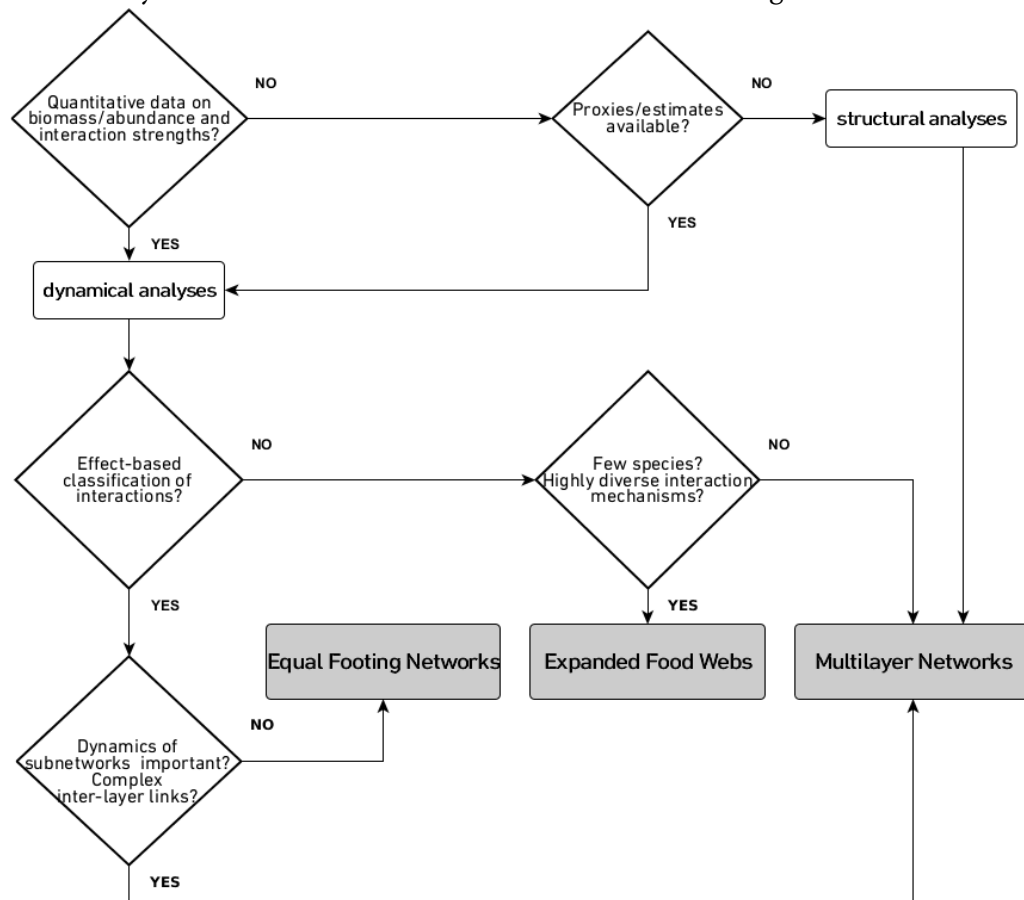 NO
NO
Quantitative data on
biomass/abundance and
interaction strengths?
Proxies/estimates
available?
structural analyses
YES
YES
dynamical analyses
NO
NO
Effect-based
classification of
interactions?
Few species?
Highly diverse interaction
mechanisms?
YES
YES
Equal Footing Networks
Expanded Food Webs
Multilayer Networks
NO
Dynamics of
subnetworks important?
Complex
inter-layer links?
YES